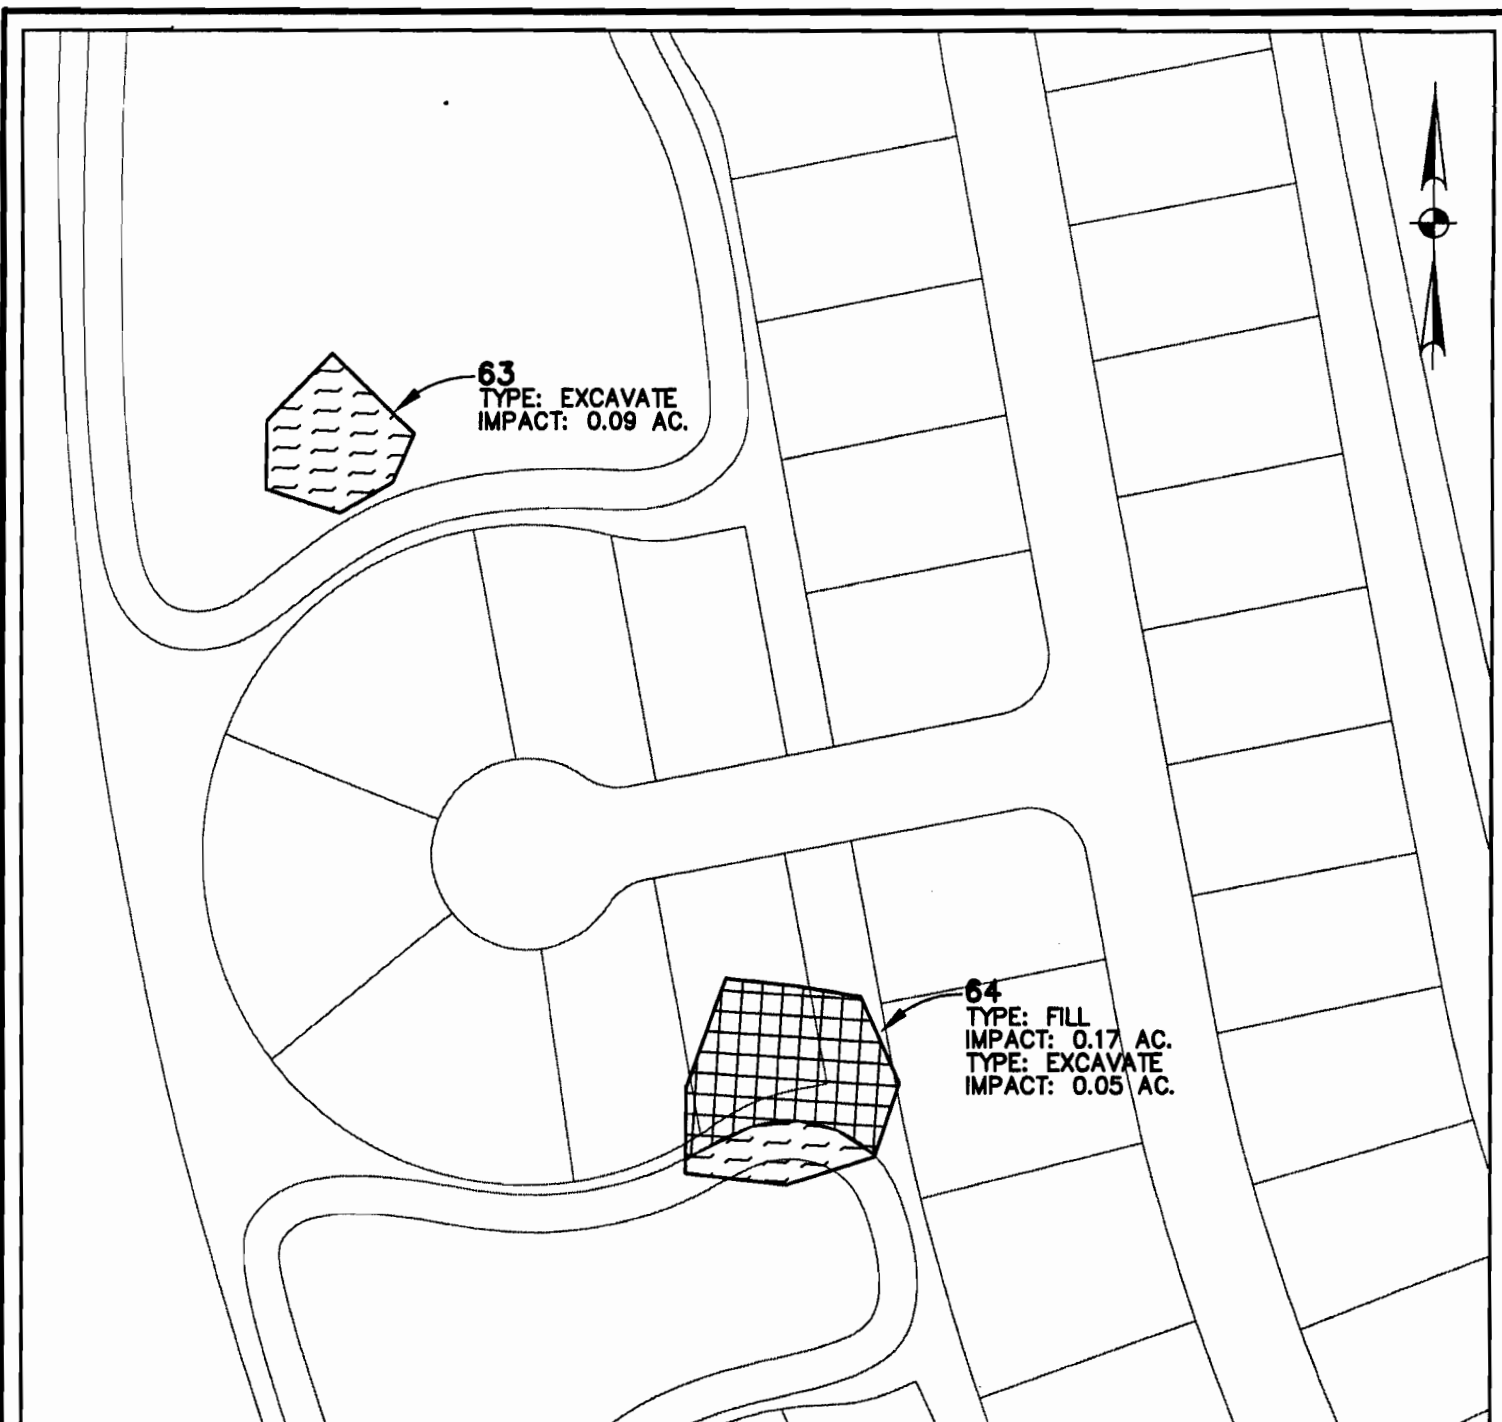 63
TYPE: EXCAVATE
IMPACT: 0.09 AC.
64
TYPE: FILL
IMPACT: 0.17 AC.
TYPE: EXCAVATE
IMPACT: 0.05 AC.